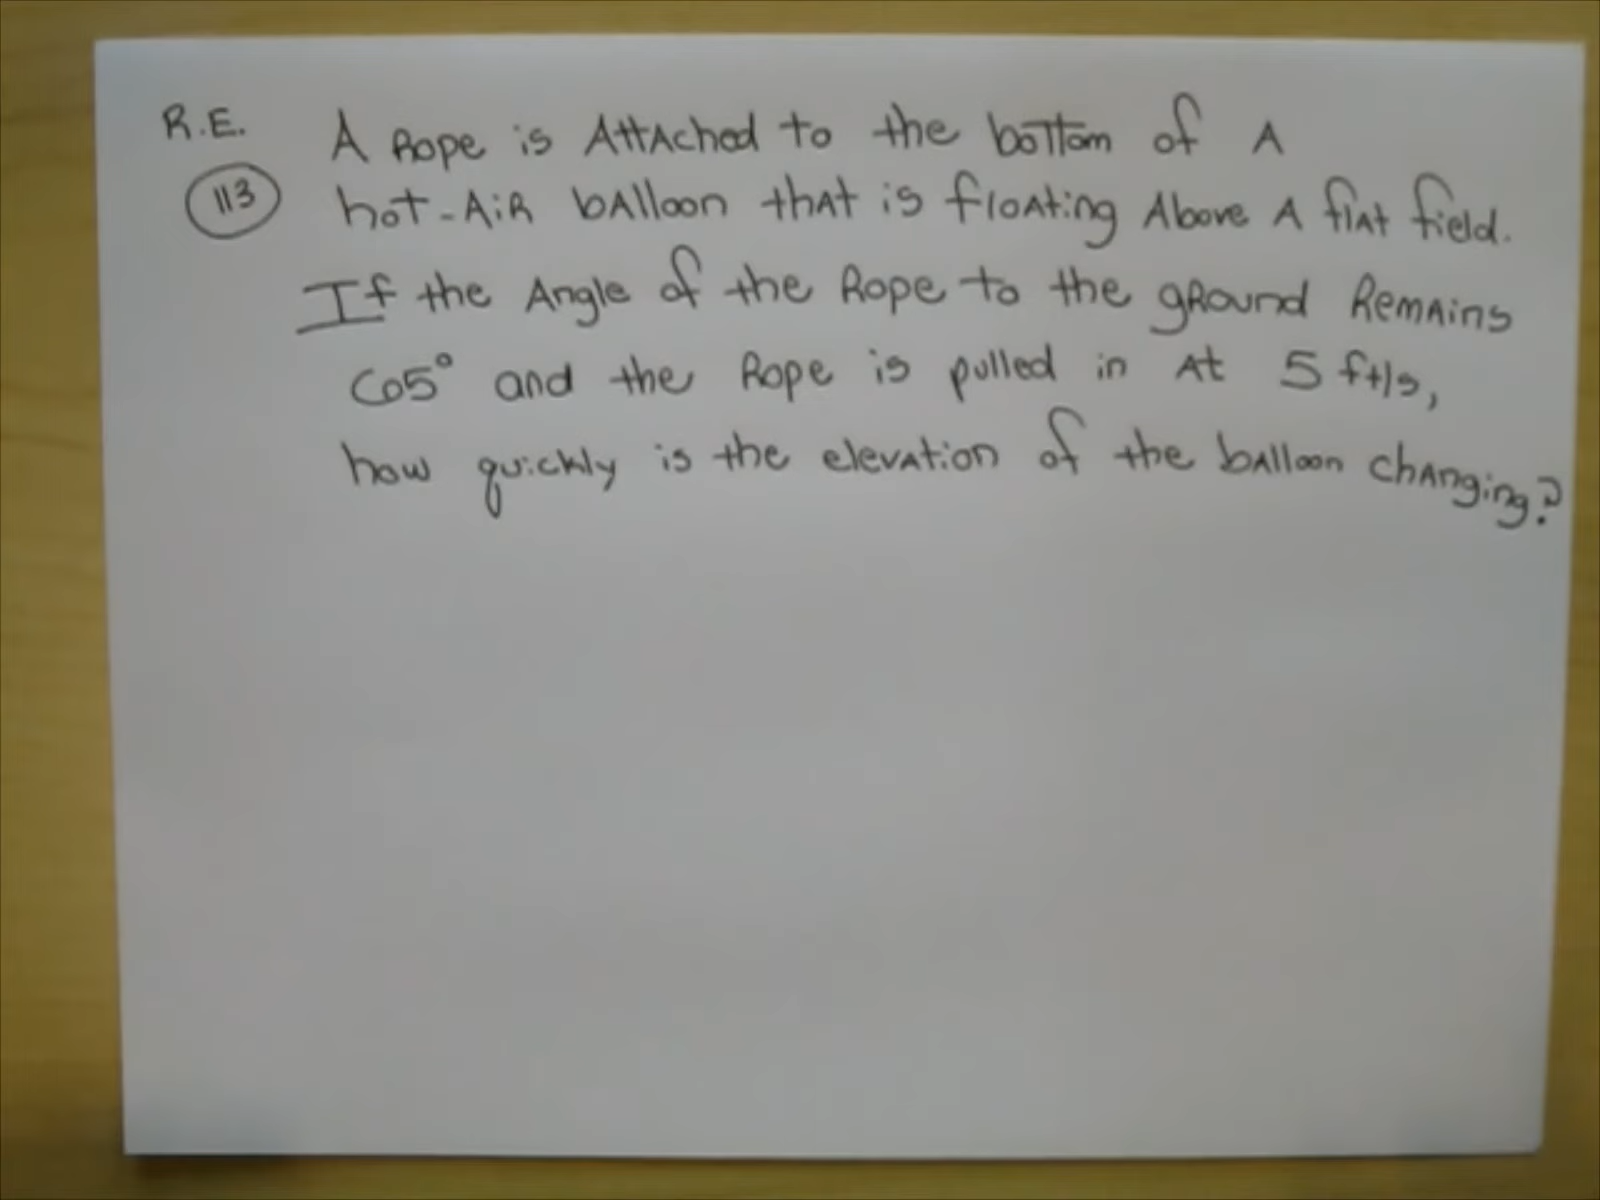 R.E. A Rope is Attached to the bottom of A
113 hot-Air balloon that is floating Above A flat field.
If the Angle of the Rope to the ground Remains
65° and the Rope is pulled in At 5 ft/s,
how quickly is the elevation of the balloon changing?